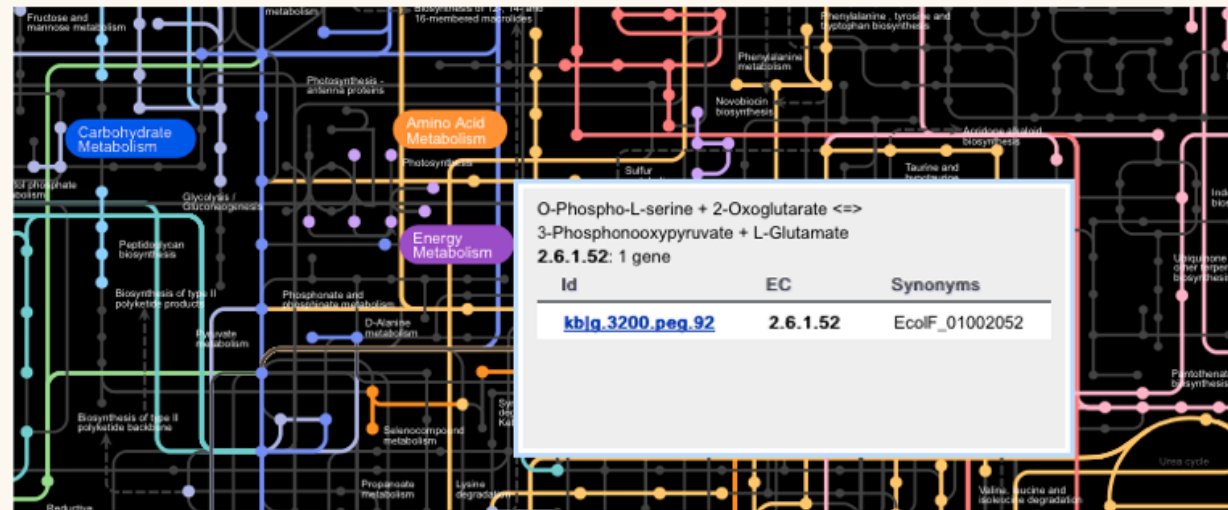 metabolism
Biosynthesis of 12-, 14- and
16-membered macrolides
Fructose and
mannose metabolism
Phenylalanine , tyrosine and
tryptophan biosynthesis
Phenylalanine
metabolism
Photosynthesis -
antenna proteins
Novobiocin
biosynthesis
Carbohydrate
Metabolism
Amino Acid
Metabolism
Acridone alkaloid
biosynthesis
Photosynthesis
Sulfur
Taurine and
phosphate
Glycolysis /
Gluconeogenesis
O-Phospho-L-serine + 2-Oxoglutarate <=>
3-Phosphonooxypyruvate + L-Glutamate
2.6.1.52: 1 gene
Id EC Synonyms
kb|g.3200.peg.92 2.6.1.52 EcolF_01002052
Energy
Metabolism
Peptidoglycan
biosynthesis
Biosynthesis of type II
polyketide products
Phosphonate and
phosphinate metabolism
D-Alanine
metabolism
Pyruvate
metabolism
Biosynthesis of type II
polyketide backbone
Selenocompound
metabolism
Propanoate
metabolism
Lysine
degradation
Urea cycle
Valine, leucine and
isoleucine degradation